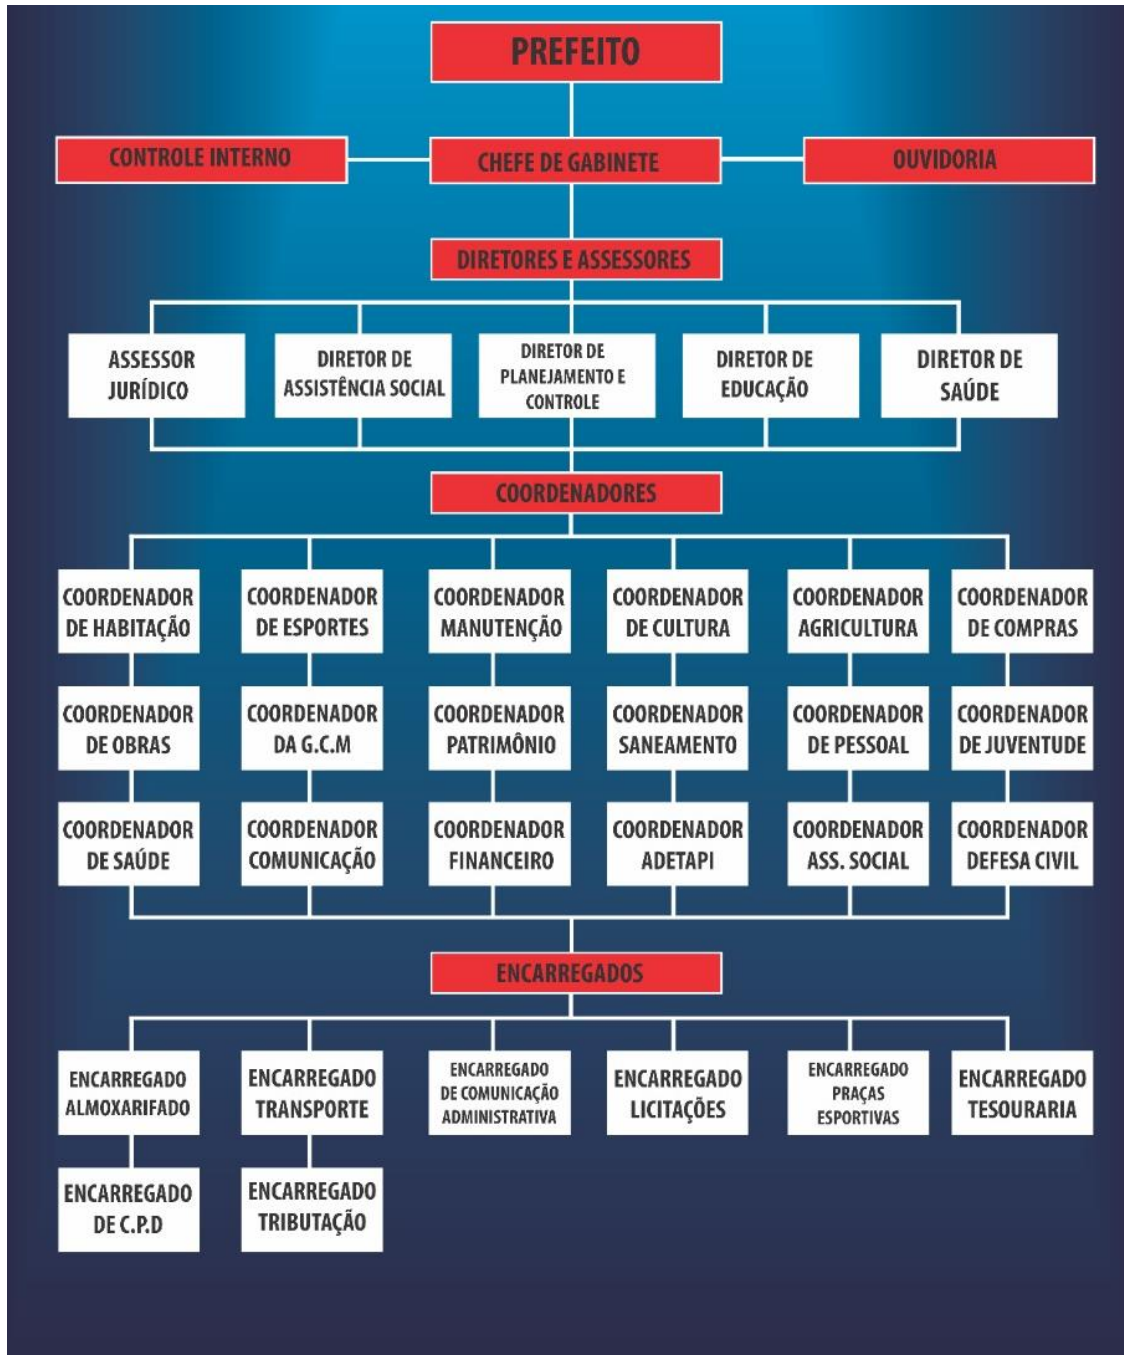 PREFEITO
CONTROLE INTERNO
CHEFE DE GABINETE
OUVIDORIA
DIRETORES E ASSESSORES
ASSESSOR
JURÍDICO
DIRETOR DE
ASSISTÊNCIA SOCIAL
DIRETOR DE
PLANEJAMENTO E
CONTROLE
DIRETOR DE
EDUCAÇÃO
DIRETOR DE
SAÚDE
COORDENADORES
COORDENADOR
DE HABITAÇÃO
COORDENADOR
DE ESPORTES
COORDENADOR
MANUTENÇÃO
COORDENADOR
DE CULTURA
COORDENADOR
AGRICULTURA
COORDENADOR
DE COMPRAS
COORDENADOR
DE OBRAS
COORDENADOR
DA G.C.M
COORDENADOR
PATRIMÔNIO
COORDENADOR
SANEAMENTO
COORDENADOR
DE PESSOAL
COORDENADOR
DE JUVENTUDE
COORDENADOR
DE SAÚDE
COORDENADOR
COMUNICAÇÃO
COORDENADOR
FINANCEIRO
COORDENADOR
ADETAPI
COORDENADOR
ASS. SOCIAL
COORDENADOR
DEFESA CIVIL
ENCARREGADOS
ENCARREGADO
ALMOXARIFADO
ENCARREGADO
TRANSPORTE
ENCARREGADO
DE COMUNICAÇÃO
ADMINISTRATIVA
ENCARREGADO
LICITAÇÕES
ENCARREGADO
PRAÇAS
ESPORTIVAS
ENCARREGADO
TESOURARIA
ENCARREGADO
DE C.P.D
ENCARREGADO
TRIBUTAÇÃO